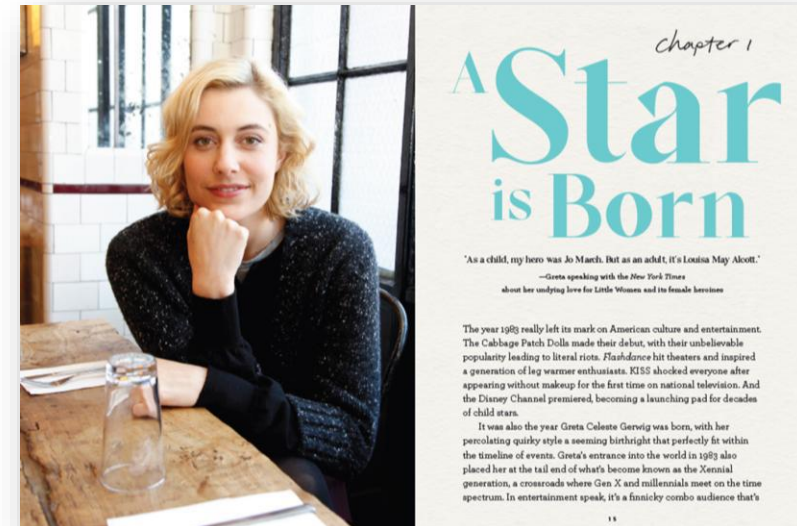 chapter 1
A Star
is Born
"As a child, my hero was Jo March. But as an adult, it's Louisa May Alcott."
—Greta speaking with the New York Times
about her undying love for Little Women and its female heroines
The year 1983 really left its mark on American culture and entertainment.
The Cabbage Patch Dolls made their debut, with their unbelievable
popularity leading to literal riots. Flashdance hit theaters and inspired
a generation of leg warmer enthusiasts. KISS shocked everyone after
appearing without makeup for the first time on national television. And
the Disney Channel premiered, becoming a launching pad for decades
of child stars.
It was also the year Greta Celeste Gerwig was born, with her
percolating quirky style a seeming birthright that perfectly fit within
the timeline of events. Greta's entrance into the world in 1983 also
placed her at the tail end of what's become known as the Xennial
generation, a crossroads where Gen X and millennials meet on the time
spectrum. In entertainment speak, it's a finnicky combo audience that's
15